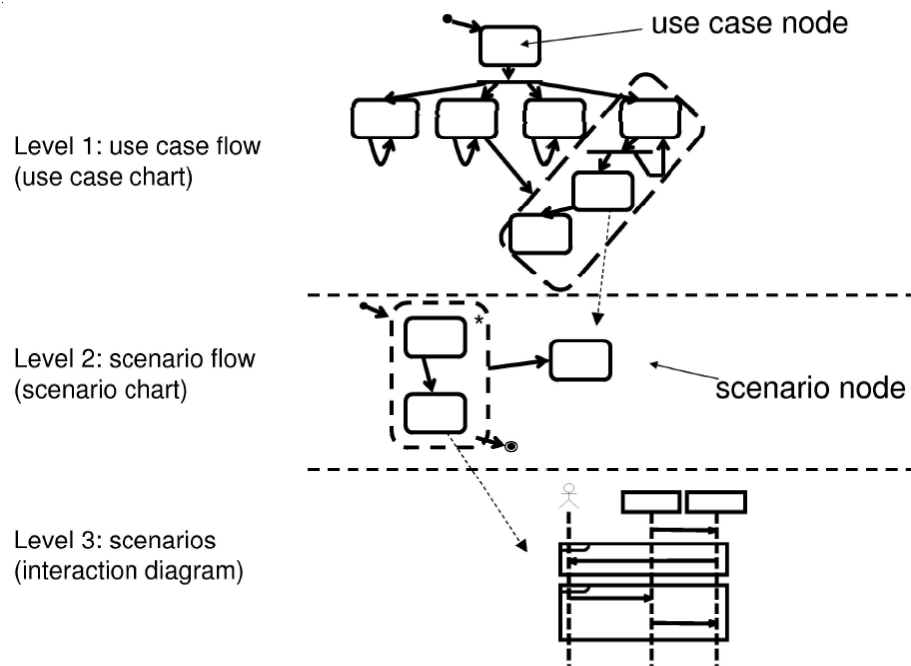 use case node
Level 1: use case flow
(use case chart)
*
Level 2: scenario flow
(scenario chart)
scenario node
Level 3: scenarios
(interaction diagram)